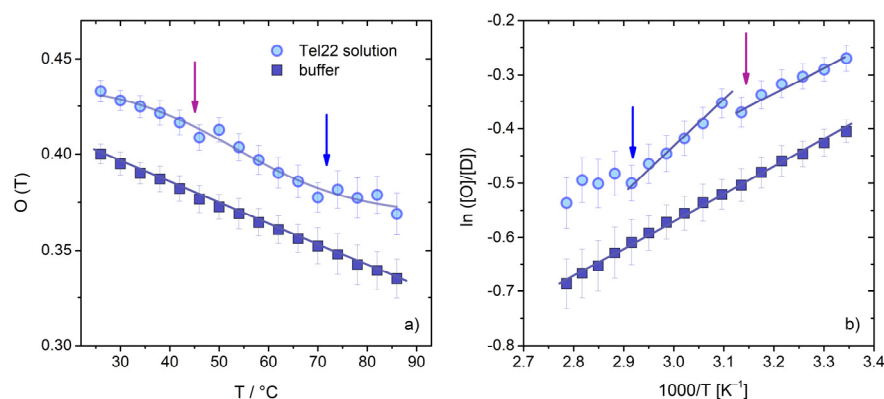 0.45
0.40
0.35
0.30
O (T)
Tel22 solution
buffer
a)
30 40 50 60 70 80 90
T / °C
-0.2
-0.3
-0.4
-0.5
-0.6
-0.7
-0.8
ln ([O]/[D])
b)
2.7 2.8 2.9 3.0 3.1 3.2 3.3 3.4
1000/T [K⁻¹]